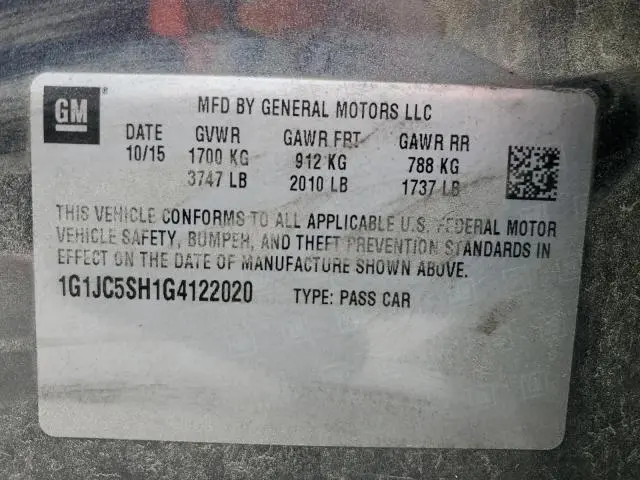 GM ®
MFD BY GENERAL MOTORS LLC
DATE GVWR GAWR FRT GAWR RR
10/15 1700 KG 912 KG 788 KG
3747 LB 2010 LB 1737 LB
THIS VEHICLE CONFORMS TO ALL APPLICABLE U.S. FEDERAL MOTOR
VEHICLE SAFETY, BUMPER, AND THEFT PREVENTION STANDARDS IN
EFFECT ON THE DATE OF MANUFACTURE SHOWN ABOVE.
1G1JC5SH1G4122020 TYPE: PASS CAR